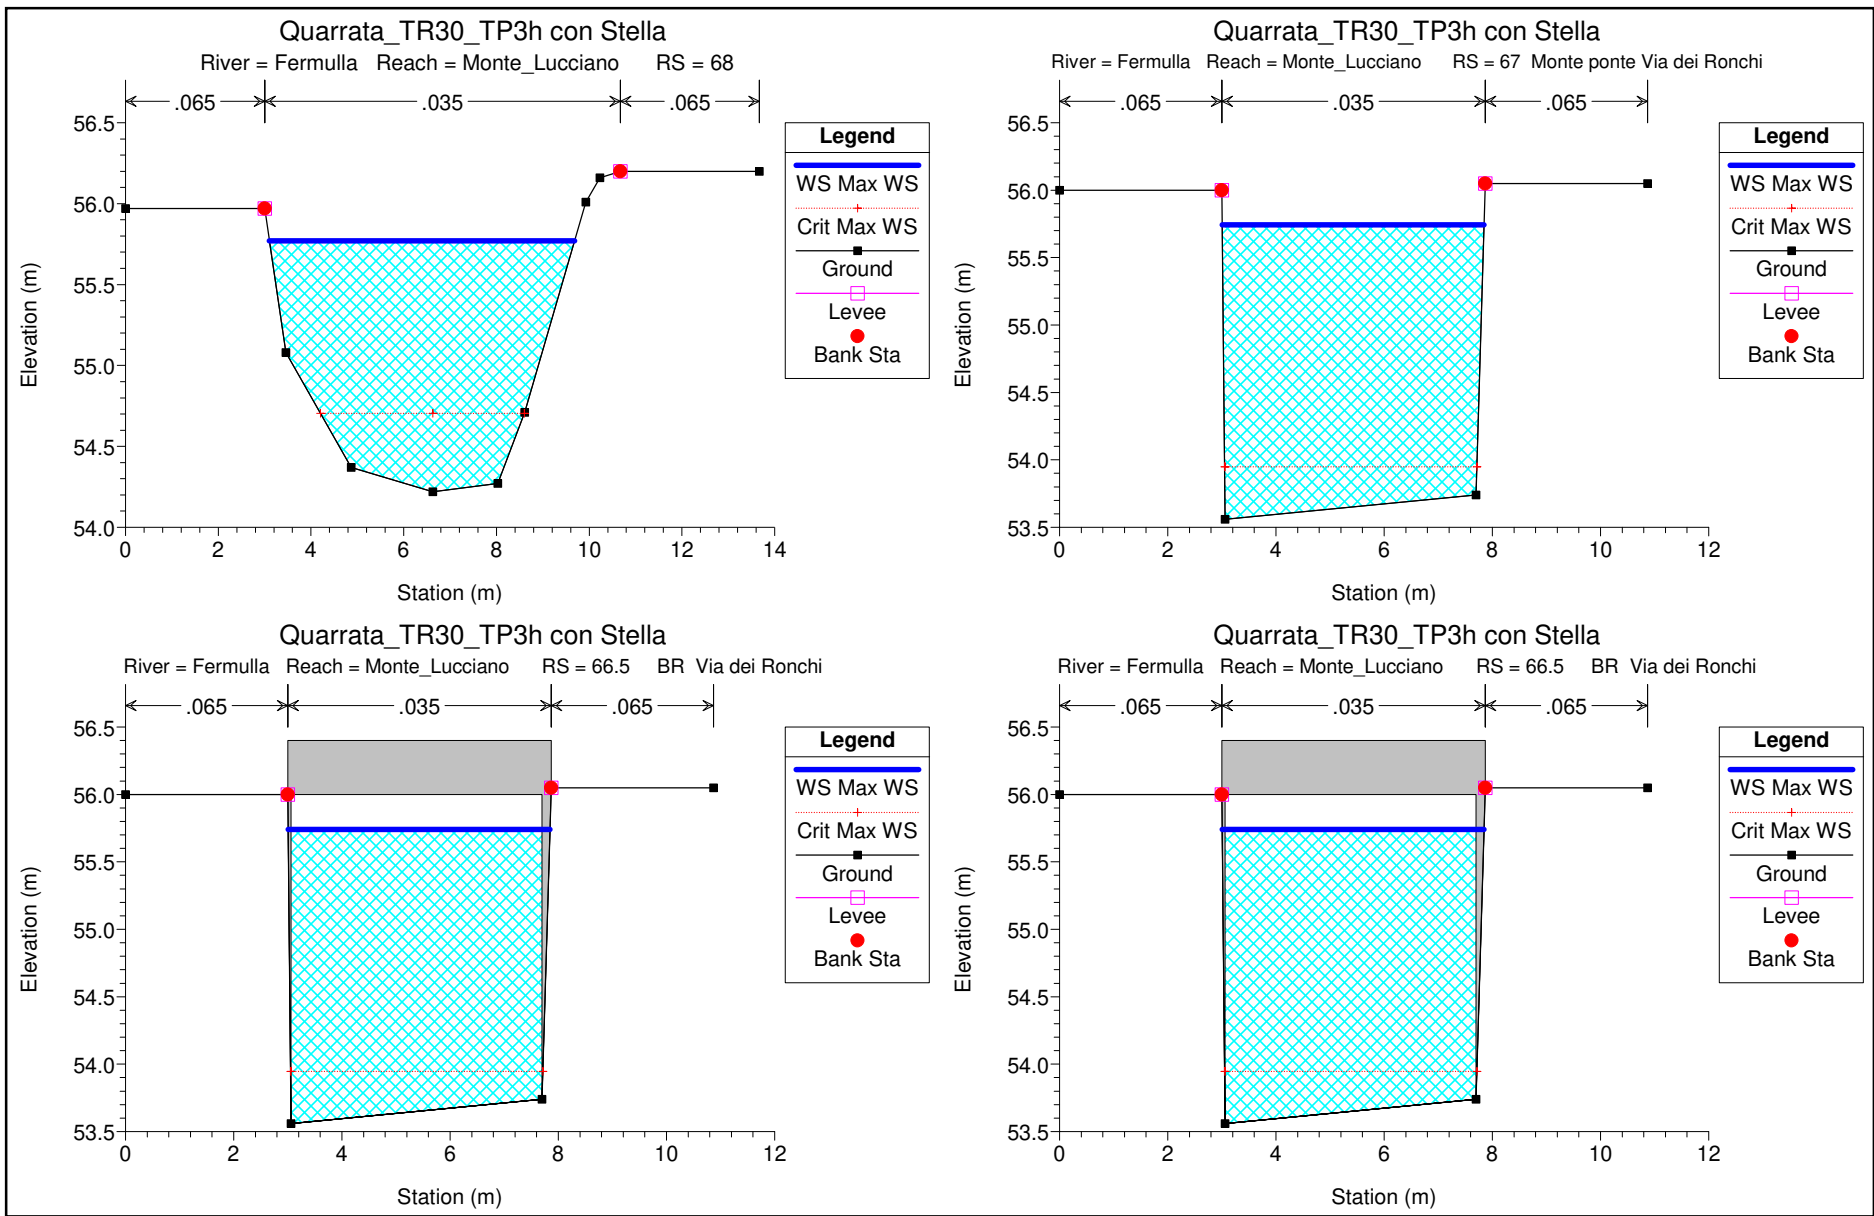 Quarrata_TR30_TP3h con Stella
River = Fermulla Reach = Monte_Lucciano RS = 68
.065 .035 .065
56.5
56.0
55.5
55.0
54.5
54.0
0 2 4 6 8 10 12 14
Station (m)
Elevation (m)
Legend
WS Max WS
Crit Max WS
Ground
Levee
Bank Sta
Quarrata_TR30_TP3h con Stella
River = Fermulla Reach = Monte_Lucciano RS = 67 Monte ponte Via dei Ronchi
.065 .035 .065
56.5
56.0
55.5
55.0
54.5
54.0
53.5
0 2 4 6 8 10 12
Station (m)
Elevation (m)
Legend
WS Max WS
Crit Max WS
Ground
Levee
Bank Sta
Quarrata_TR30_TP3h con Stella
River = Fermulla Reach = Monte_Lucciano RS = 66.5 BR Via dei Ronchi
.065 .035 .065
56.5
56.0
55.5
55.0
54.5
54.0
53.5
0 2 4 6 8 10 12
Station (m)
Elevation (m)
Legend
WS Max WS
Crit Max WS
Ground
Levee
Bank Sta
Quarrata_TR30_TP3h con Stella
River = Fermulla Reach = Monte_Lucciano RS = 66.5 BR Via dei Ronchi
.065 .035 .065
56.5
56.0
55.5
55.0
54.5
54.0
53.5
0 2 4 6 8 10 12
Station (m)
Elevation (m)
Legend
WS Max WS
Crit Max WS
Ground
Levee
Bank Sta